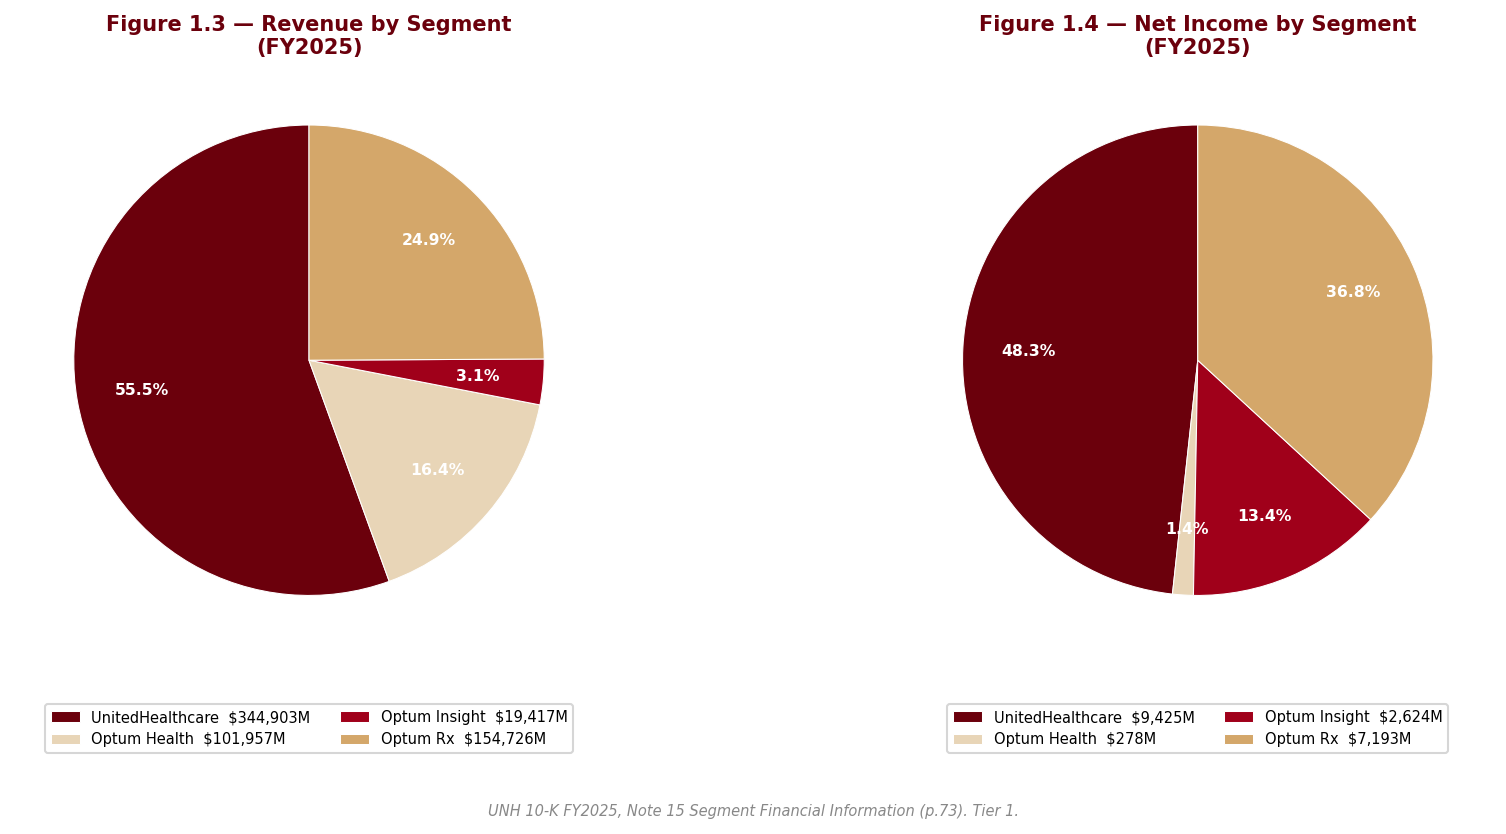 Figure 1.3 — Revenue by Segment
(FY2025)
24.9%
3.1%
55.5%
16.4%
UnitedHealthcare  $344,903M
Optum Health  $101,957M
Optum Insight  $19,417M
Optum Rx  $154,726M
Figure 1.4 — Net Income by Segment
(FY2025)
36.8%
48.3%
13.4%
1.4%
UnitedHealthcare  $9,425M
Optum Health  $278M
Optum Insight  $2,624M
Optum Rx  $7,193M
UNH 10-K FY2025, Note 15 Segment Financial Information (p.73). Tier 1.